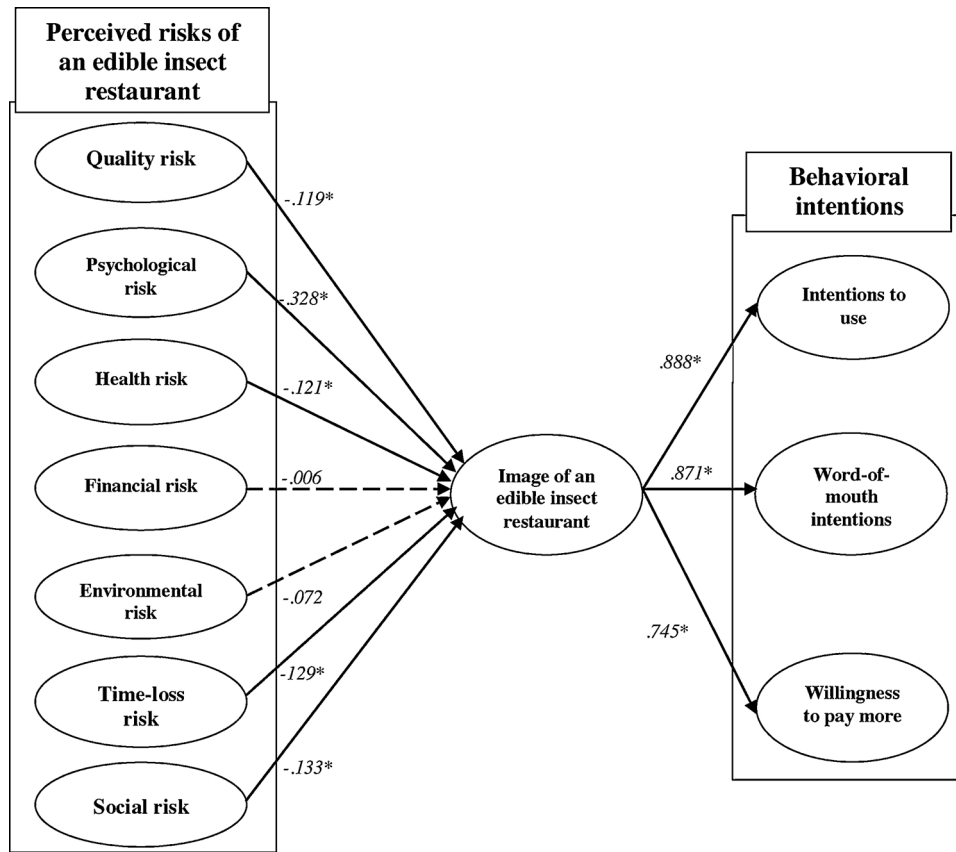 Perceived risks of
an edible insect
restaurant
Quality risk
-.119*
Psychological
risk
-.328*
Health risk
-.121*
Financial risk
-.006
Environmental
risk
-.072
Time-loss
risk
-129*
Social risk
-.133*
Image of an
edible insect
restaurant
.888*
.871*
.745*
Behavioral
intentions
Intentions to
use
Word-of-
mouth
intentions
Willingness
to pay more